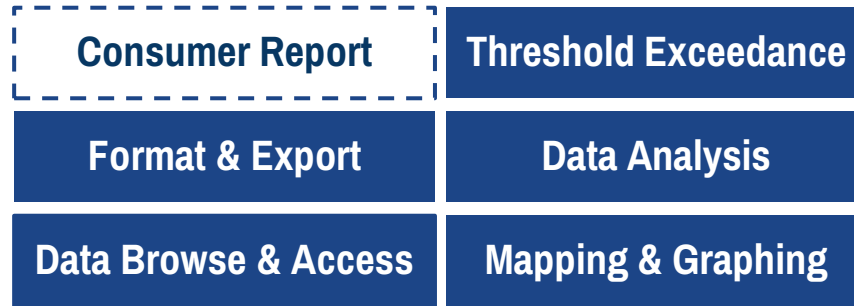 Consumer Report
Threshold Exceedance
Format & Export
Data Analysis
Data Browse & Access
Mapping & Graphing